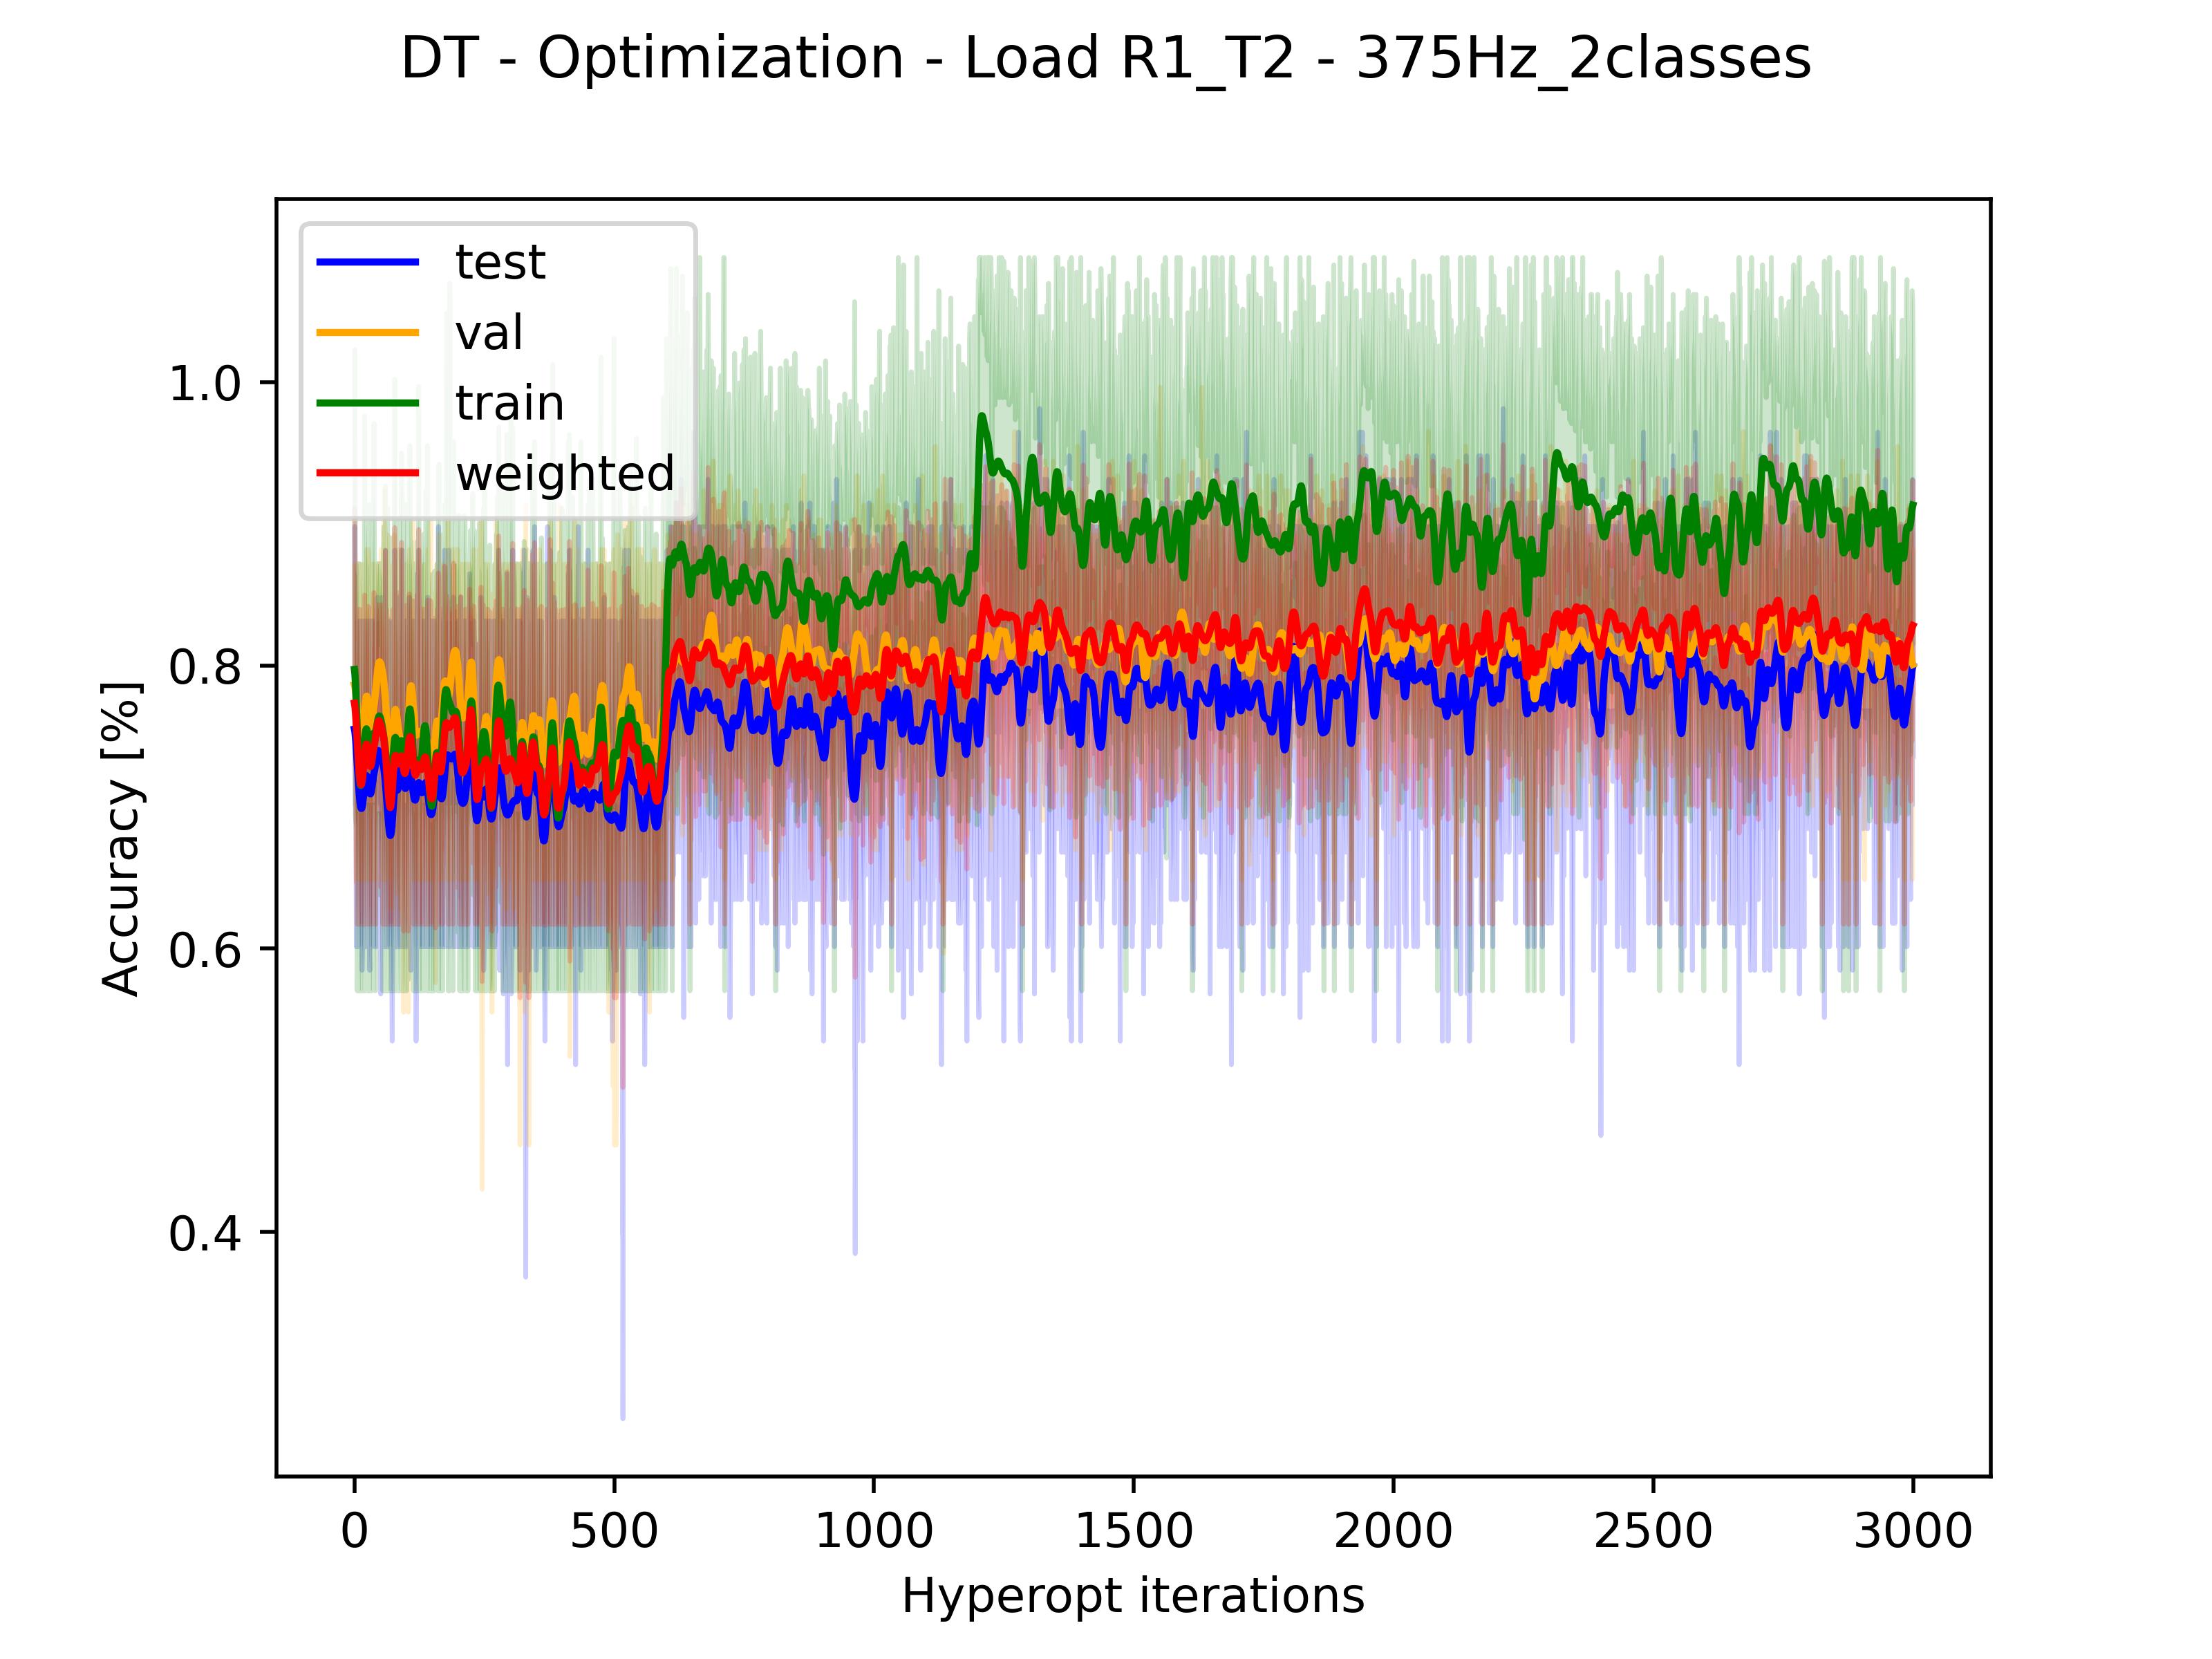 DT - Optimization - Load R1_T2 - 375Hz_2classes
test
val
train
weighted
1.0
0.8
0.6
0.4
Accuracy [%]
0 500 1000 1500 2000 2500 3000
Hyperopt iterations